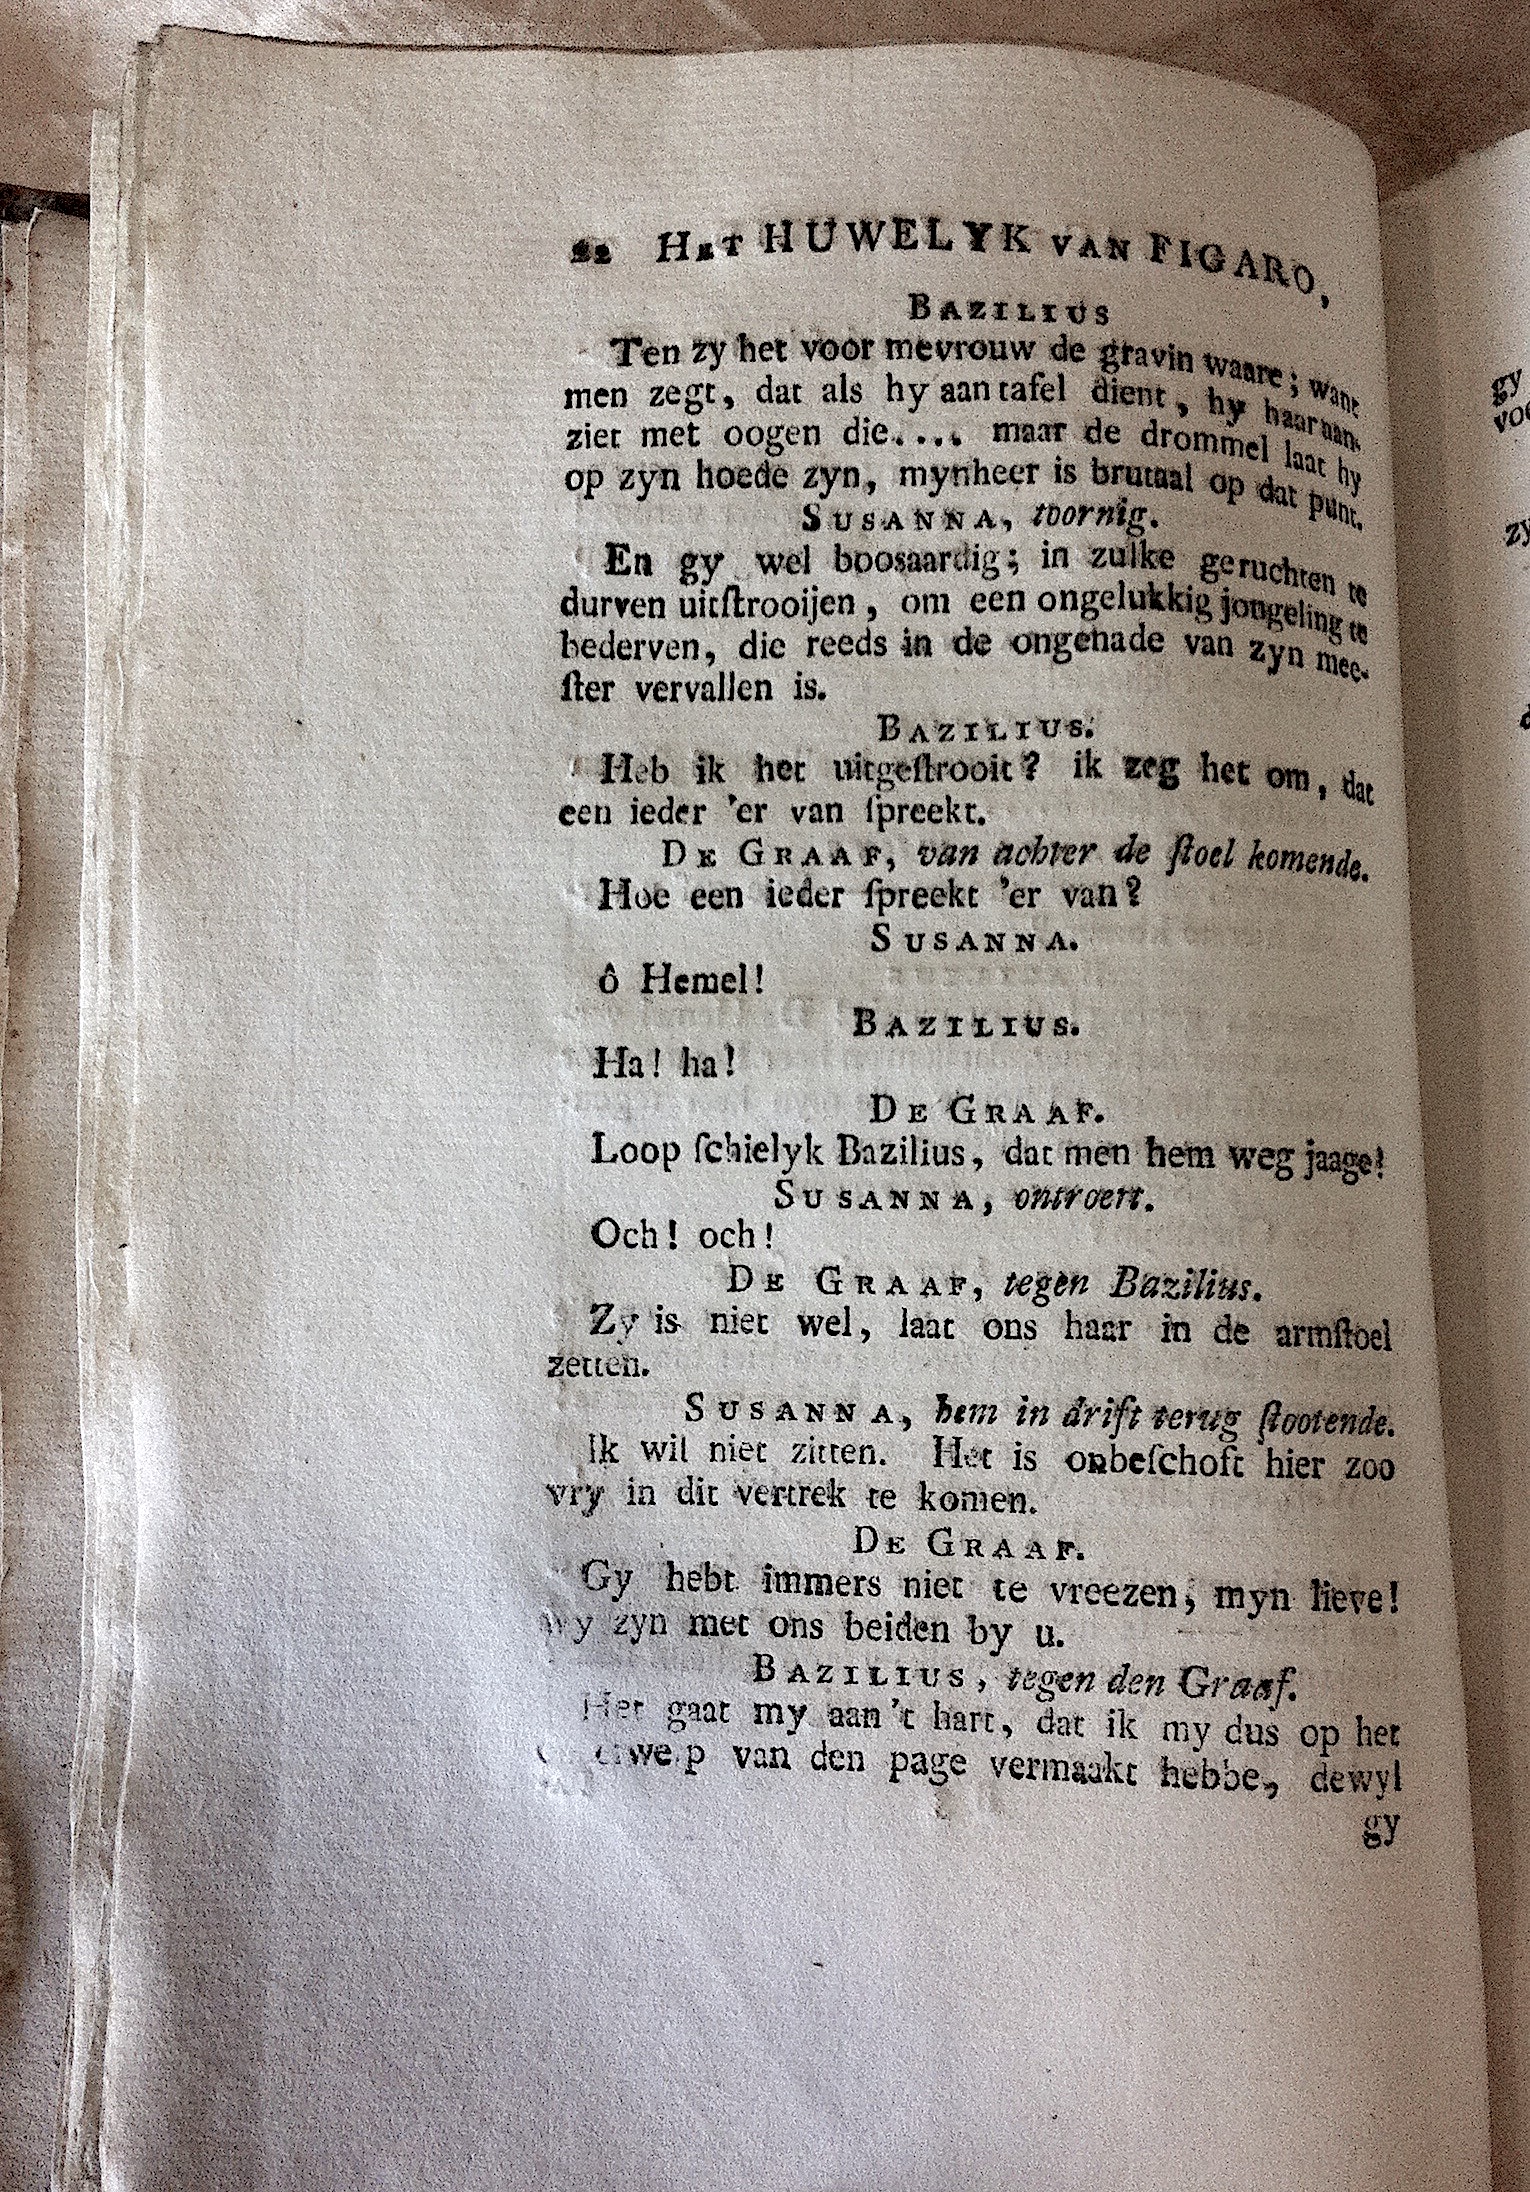 22 HET HUWELYK VAN FIGARO,
BAZILIUS
Ten zy het voor mevrouw de gravin waare; want
men zegt, dat als hy aan tafel dient, hy haar aan-
ziet met oogen die.... maar de drommel laat hy
op zyn hoede zyn, mynheer is brutaal op dat punt.
SUSANNA, toornig.
En gy wel boosaardig; in zulke geruchten te
durven uitſtrooijen, om een ongelukkig jongeling te
bederven, die reeds in de ongenade van zyn mee-
ſter vervallen is.
BAZILIUS.
Heb ik het uitgeſtrooit? ik zeg het om, dat
een ieder 'er van ſpreekt.
DE GRAAF, van achter de ſtoel komende.
Hoe een ieder ſpreekt 'er van?
SUSANNA.
ô Hemel!
BAZILIUS.
Ha! ha!
DE GRAAF.
Loop ſchielyk Bazilius, dat men hem weg jaage!
SUSANNA, ontroert.
Och! och!
DE GRAAF, tegen Bazilius.
Zy is niet wel, laat ons haar in de armſtoel
zetten.
SUSANNA, hem in drift terug ſtootende.
Ik wil niet zitten. Het is onbeſchoft hier zoo
vry in dit vertrek te komen.
DE GRAAF.
Gy hebt immers niet te vreezen, myn lieve!
wy zyn met ons beiden by u.
BAZILIUS, tegen den Graaf.
Het gaat my aan 't hart, dat ik my dus op het
van den page vermaakt hebbe, dewyl
gy
gy
zy